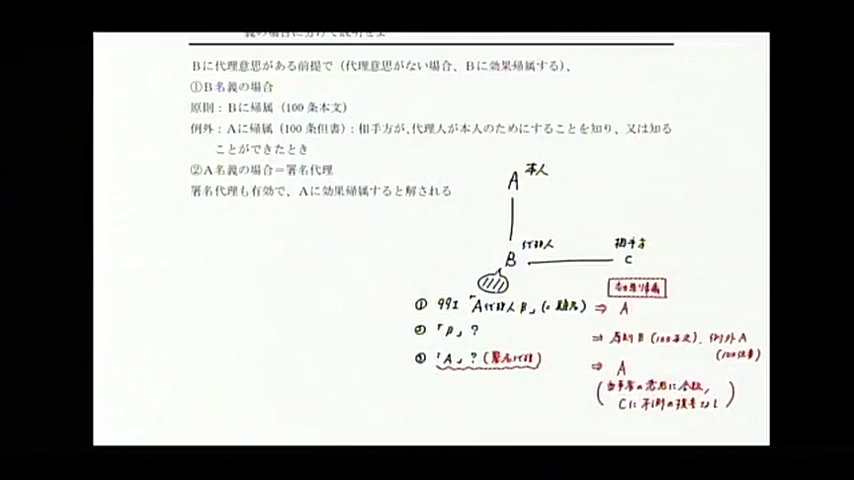 Bに代理意思がある前提で（代理意思がない場合、Bに効果帰属する）、
①B名義の場合
原則：Bに帰属（100条本文）
例外：Aに帰属（100条但書）：相手方が、代理人が本人のためにすることを知り、又は知る
ことができたとき
②A名義の場合＝署名代理
署名代理も有効で、Aに効果帰属すると解される
A 本人
B 代理人
相手方
C
効果帰属
① 99Ⅰ「A代理人B」(=顕名) ⇒ A
②「B」？ ⇒ 原則B(100本文)、例外A
(100但書)
③「A」？(署名代理) ⇒ A
(当事者の意思に合致,
Cに不測の損害なし)